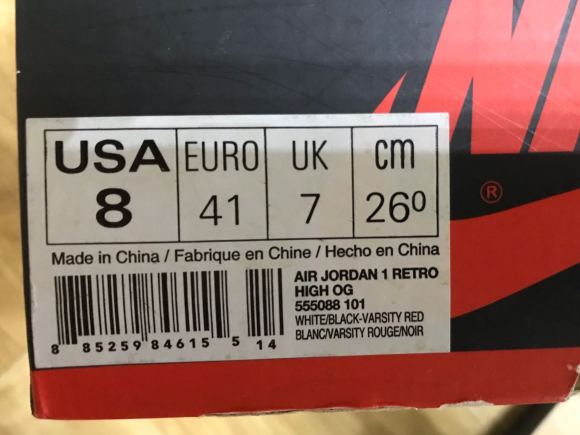 USA EURO UK cm
8 41 7 26⁰
Made in China / Fabrique en Chine / Hecho en China
AIR JORDAN 1 RETRO
HIGH OG
555088 101
WHITE/BLACK-VARSITY RED
BLANC/VARSITY ROUGE/NOIR
8 85259 84615 5 14
®